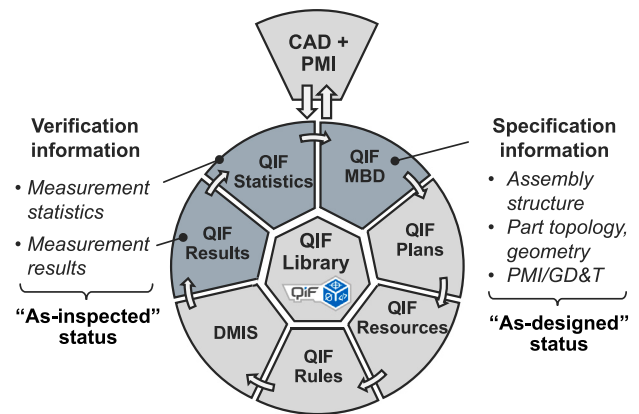 CAD +
PMI
Verification
information
• Measurement
statistics
• Measurement
results
"As-inspected"
status
Specification
information
• Assembly
structure
• Part topology,
geometry
• PMI/GD&T
"As-designed"
status
QIF
Statistics
QIF
MBD
QIF
Results
QIF
Plans
QIF
Library
QiF
DMIS
QIF
Resources
QIF
Rules